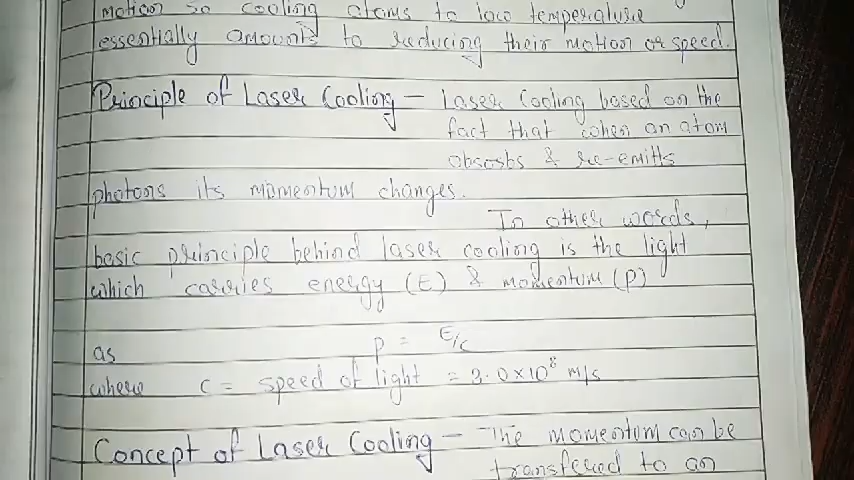 motion so cooling atoms to low temperature
essentially amounts to reducing their motion or speed.
Principle of Laser Cooling - Laser Cooling based on the
fact that when an atom
absorbs & re-emitts
photons its momentum changes.
In other words,
basic principle behind laser cooling is the light
which carries energy (E) & momentum (p)
as p = E/c
where c = speed of light = 3.0×10⁸ m/s
Concept of Laser Cooling - The momentum can be
transfered to an